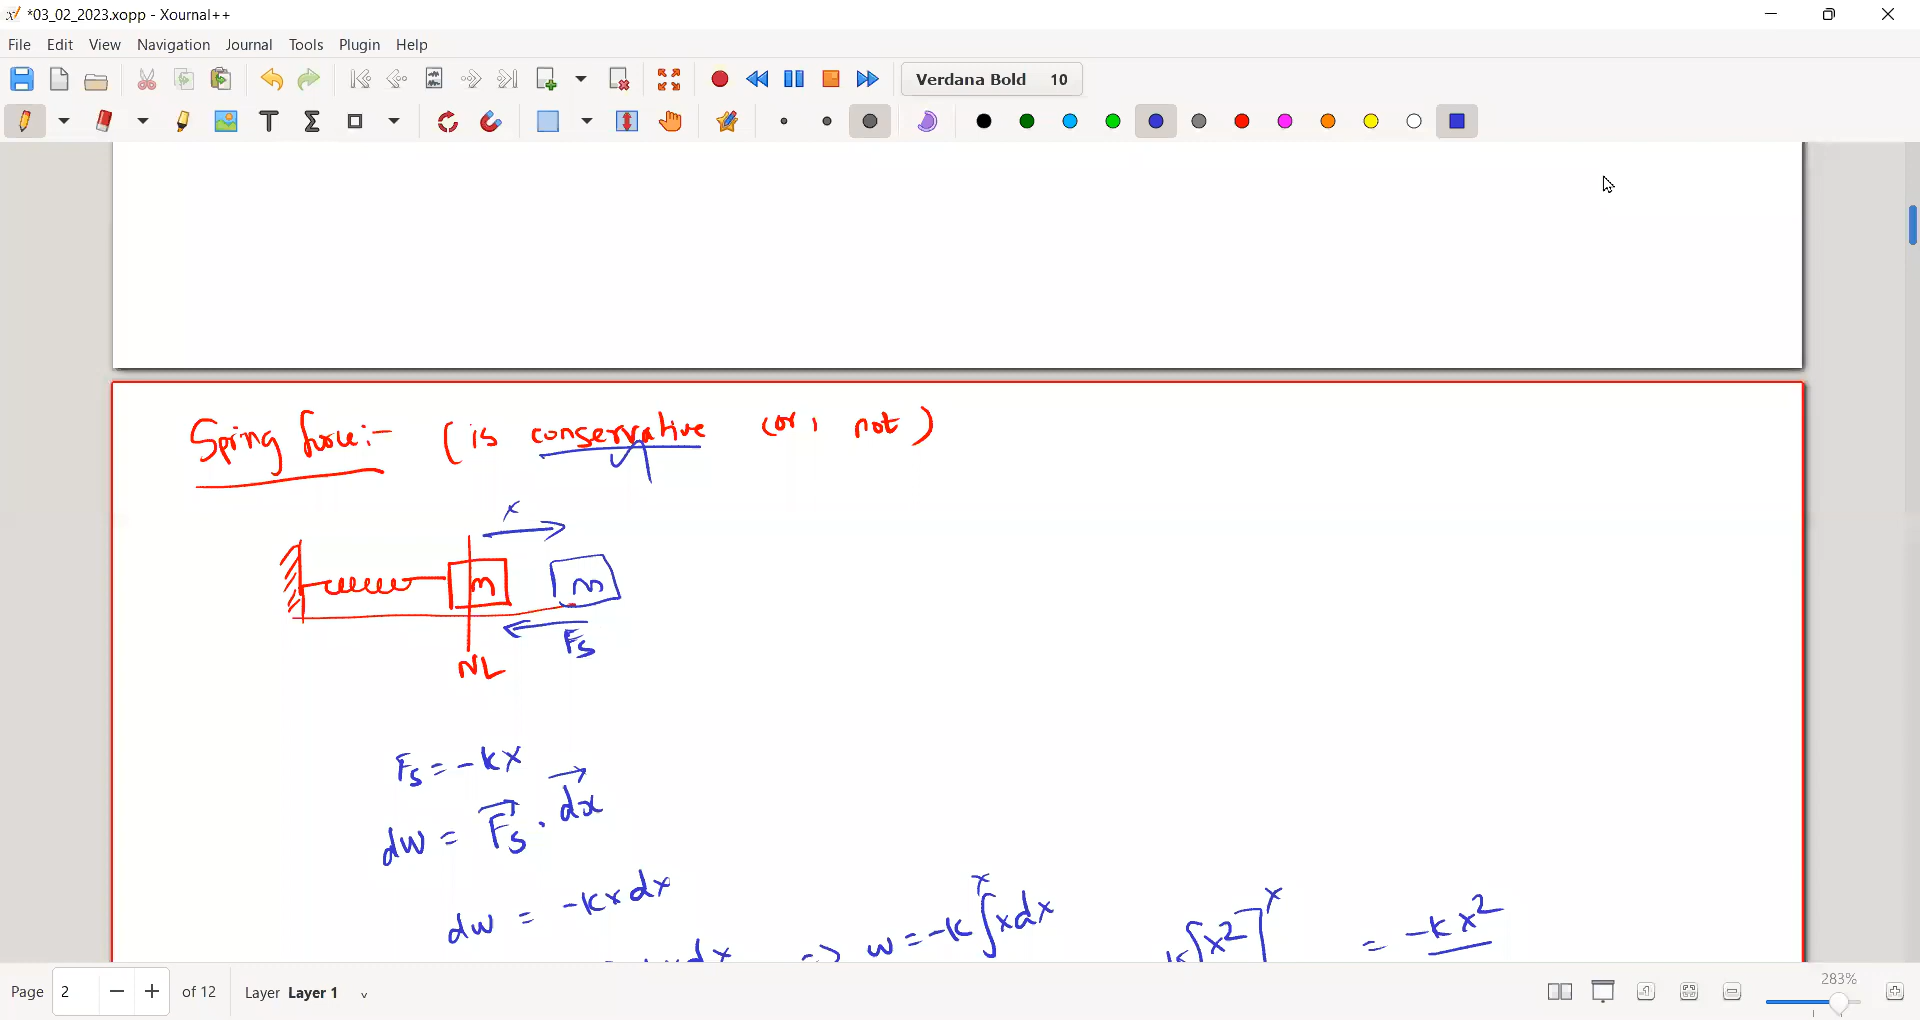 *03_02_2023.xopp - Xournal++
File Edit View Navigation Journal Tools Plugin Help
Verdana Bold 10
Spring force:- (is conservative (or, not)
x
m m
Fs
NL
Fs = -kx
dw = Fs · dx
dw = -kx dx
dx => w = -k ∫ x dx x k[x2] x = -kx2
Page 2 of 12 Layer Layer 1 283%